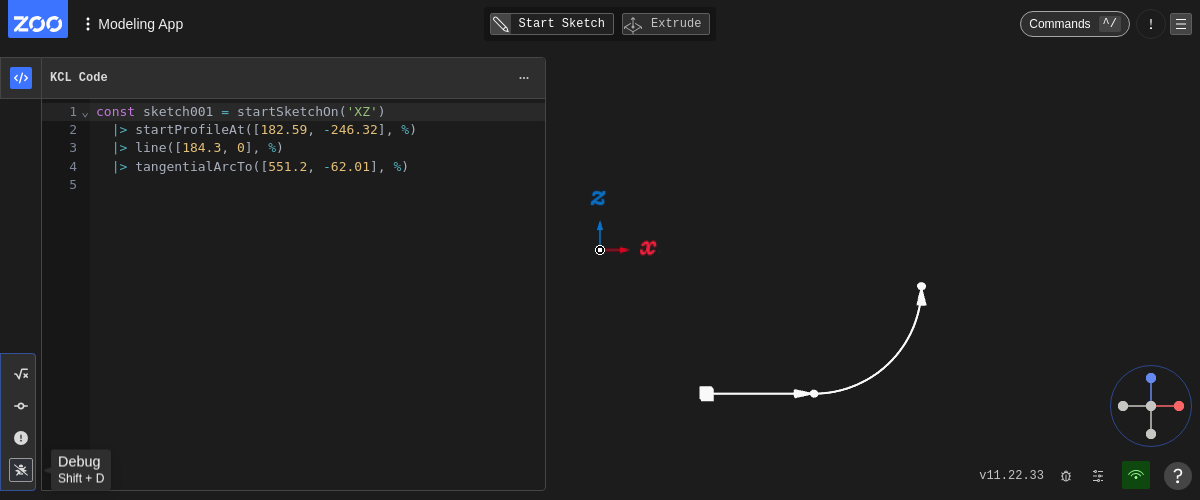 ZOO
Modeling App
Start Sketch
Extrude
Commands ^/
!
KCL Code
...
1 const sketch001 = startSketchOn('XZ')
2 |> startProfileAt([182.59, -246.32], %)
3 |> line([184.3, 0], %)
4 |> tangentialArcTo([551.2, -62.01], %)
5
z
x
√x
Debug
Shift + D
v11.22.33
?